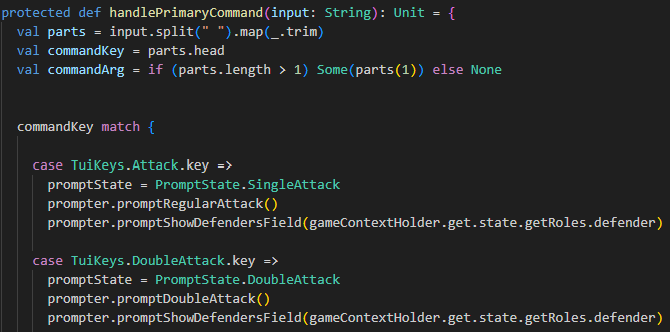 protected def handlePrimaryCommand(input: String): Unit = {
  val parts = input.split(" ").map(_.trim)
  val commandKey = parts.head
  val commandArg = if (parts.length > 1) Some(parts(1)) else None
  commandKey match {
    case TuiKeys.Attack.key =>
      promptState = PromptState.SingleAttack
      prompter.promptRegularAttack()
      prompter.promptShowDefendersField(gameContextHolder.get.state.getRoles.defender)
    case TuiKeys.DoubleAttack.key =>
      promptState = PromptState.DoubleAttack
      prompter.promptDoubleAttack()
      prompter.promptShowDefendersField(gameContextHolder.get.state.getRoles.defender)